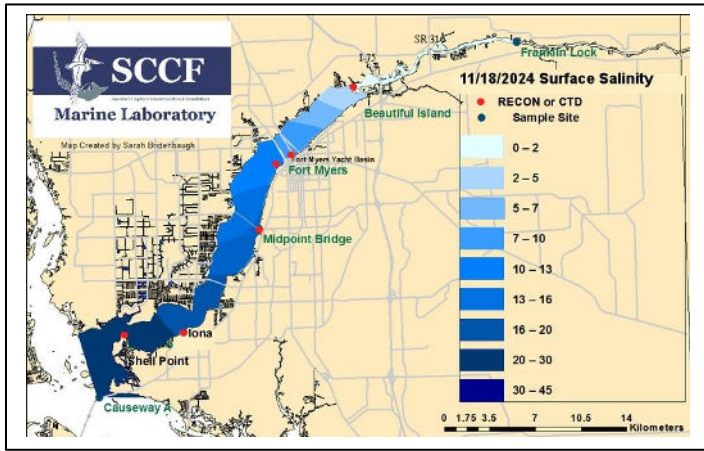 SCCF
Marine Laboratory
Map Created by Sarah Bridenbaugh
I-75
SR 31
Franklin Lock
11/18/2024 Surface Salinity
RECON or CTD
Sample Site
0 – 2
2 – 5
5 – 7
7 – 10
10 – 13
13 – 16
16 – 20
20 – 30
30 – 45
Beautiful Island
Fort Myers Yacht Basin
Fort Myers
Midpoint Bridge
Iona
Shell Point
Causeway A
0 1.75 3.5 7 10.5 14
Kilometers